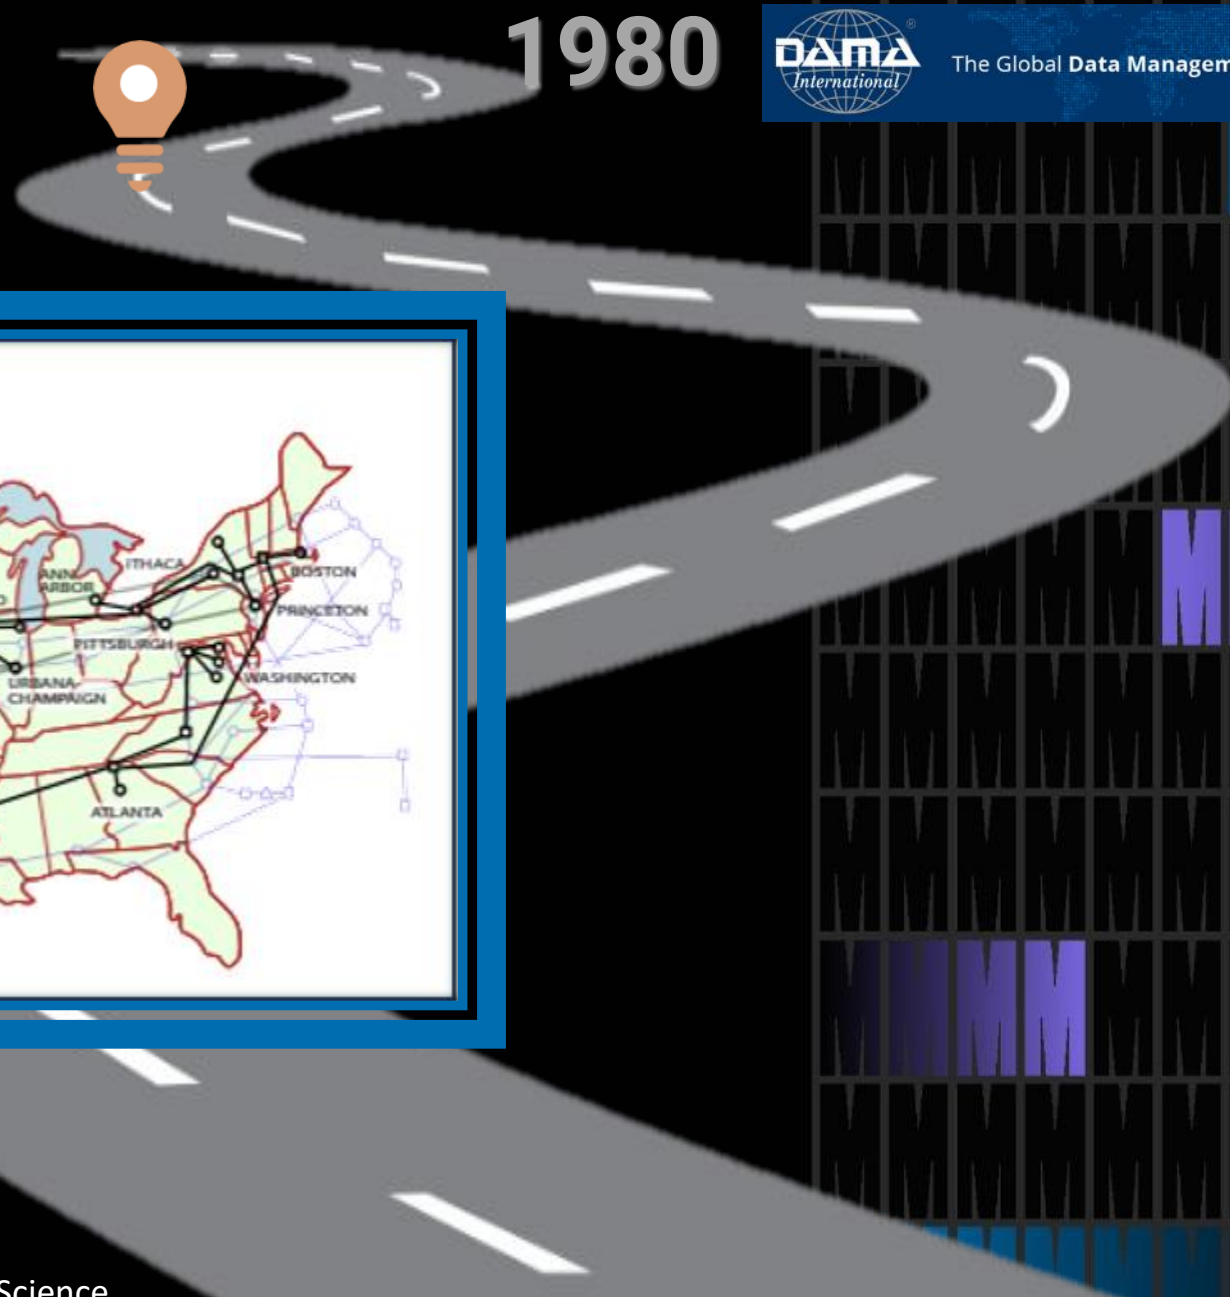 1980
DAMA
International
®
The Global Data Managem
ITHACA
ANN
ARBOR
BOSTON
PRINCETON
PITTSBURGH
WASHINGTON
URBANA-
CHAMPAIGN
ATLANTA
Science